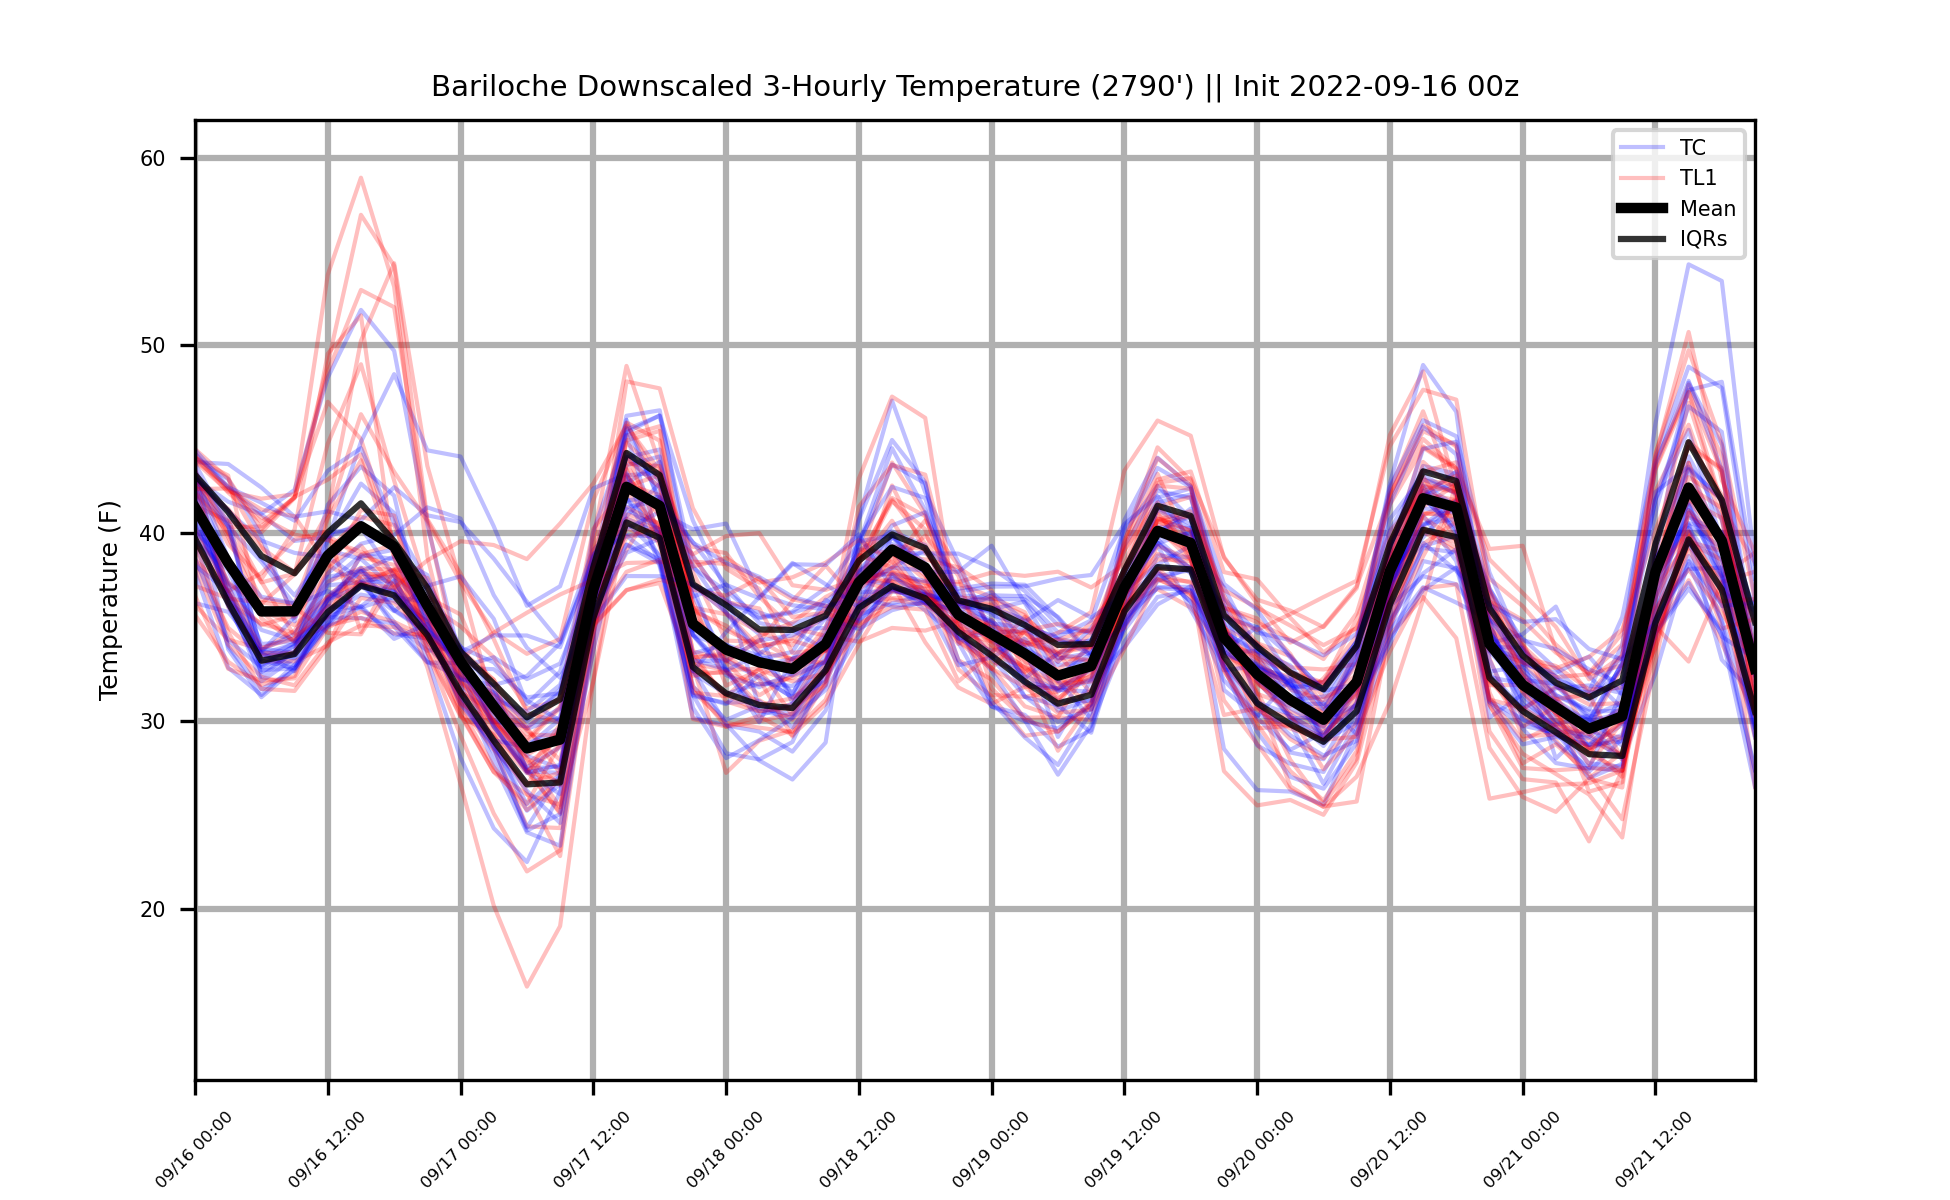 Bariloche Downscaled 3-Hourly Temperature (2790') || Init 2022-09-16 00z
TC
TL1
Mean
IQRs
Temperature (F)
60
50
40
30
20
09/16 00:00
09/16 12:00
09/17 00:00
09/17 12:00
09/18 00:00
09/18 12:00
09/19 00:00
09/19 12:00
09/20 00:00
09/20 12:00
09/21 00:00
09/21 12:00